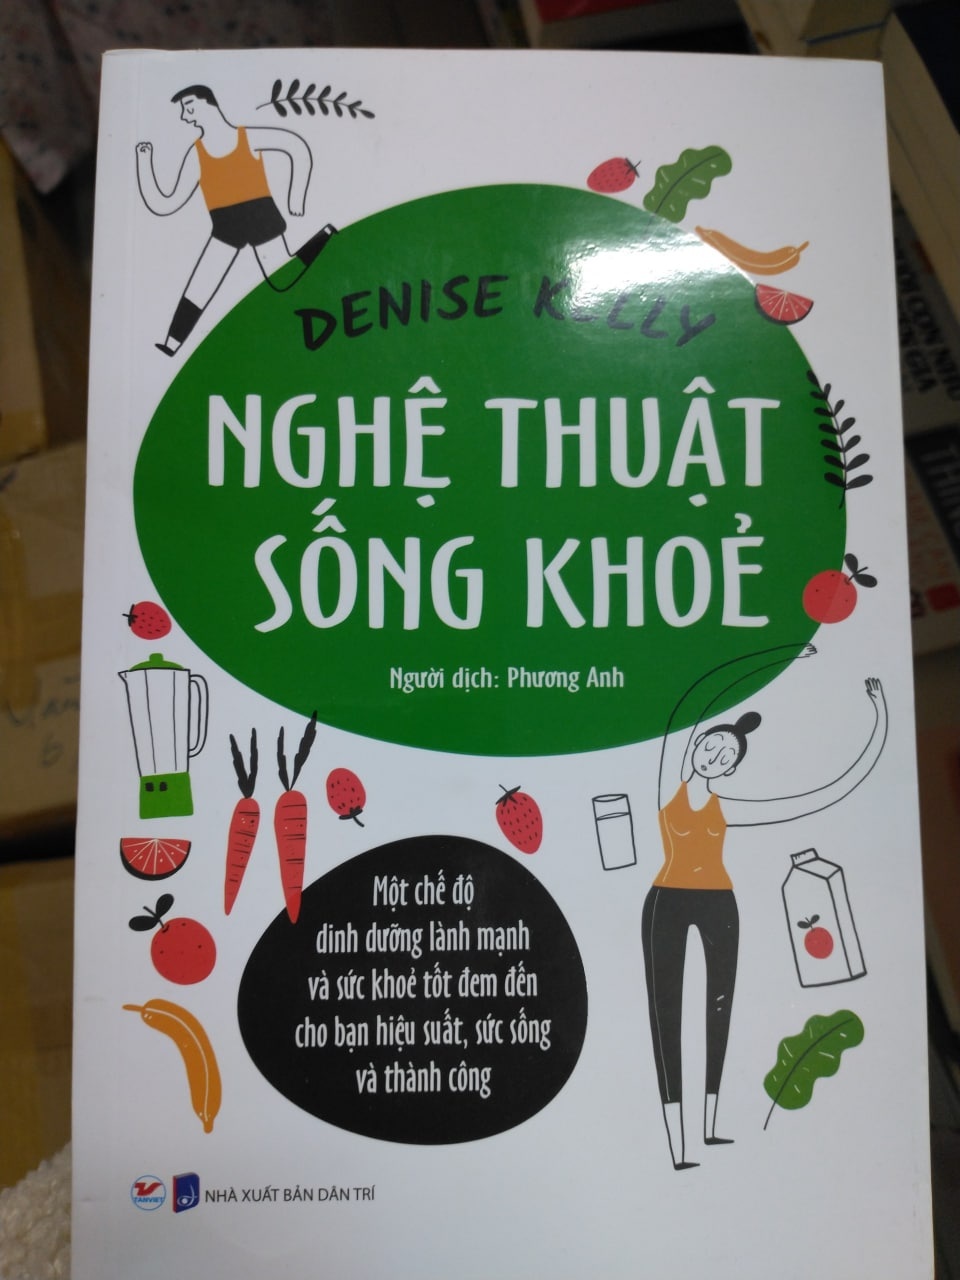 DENISE KELLY
NGHỆ THUẬT
SỐNG KHOẺ
Người dịch: Phương Anh
Một chế độ
dinh dưỡng lành mạnh
và sức khoẻ tốt đem đến
cho bạn hiệu suất, sức sống
và thành công
TANVIET
NHÀ XUẤT BẢN DÂN TRÍ